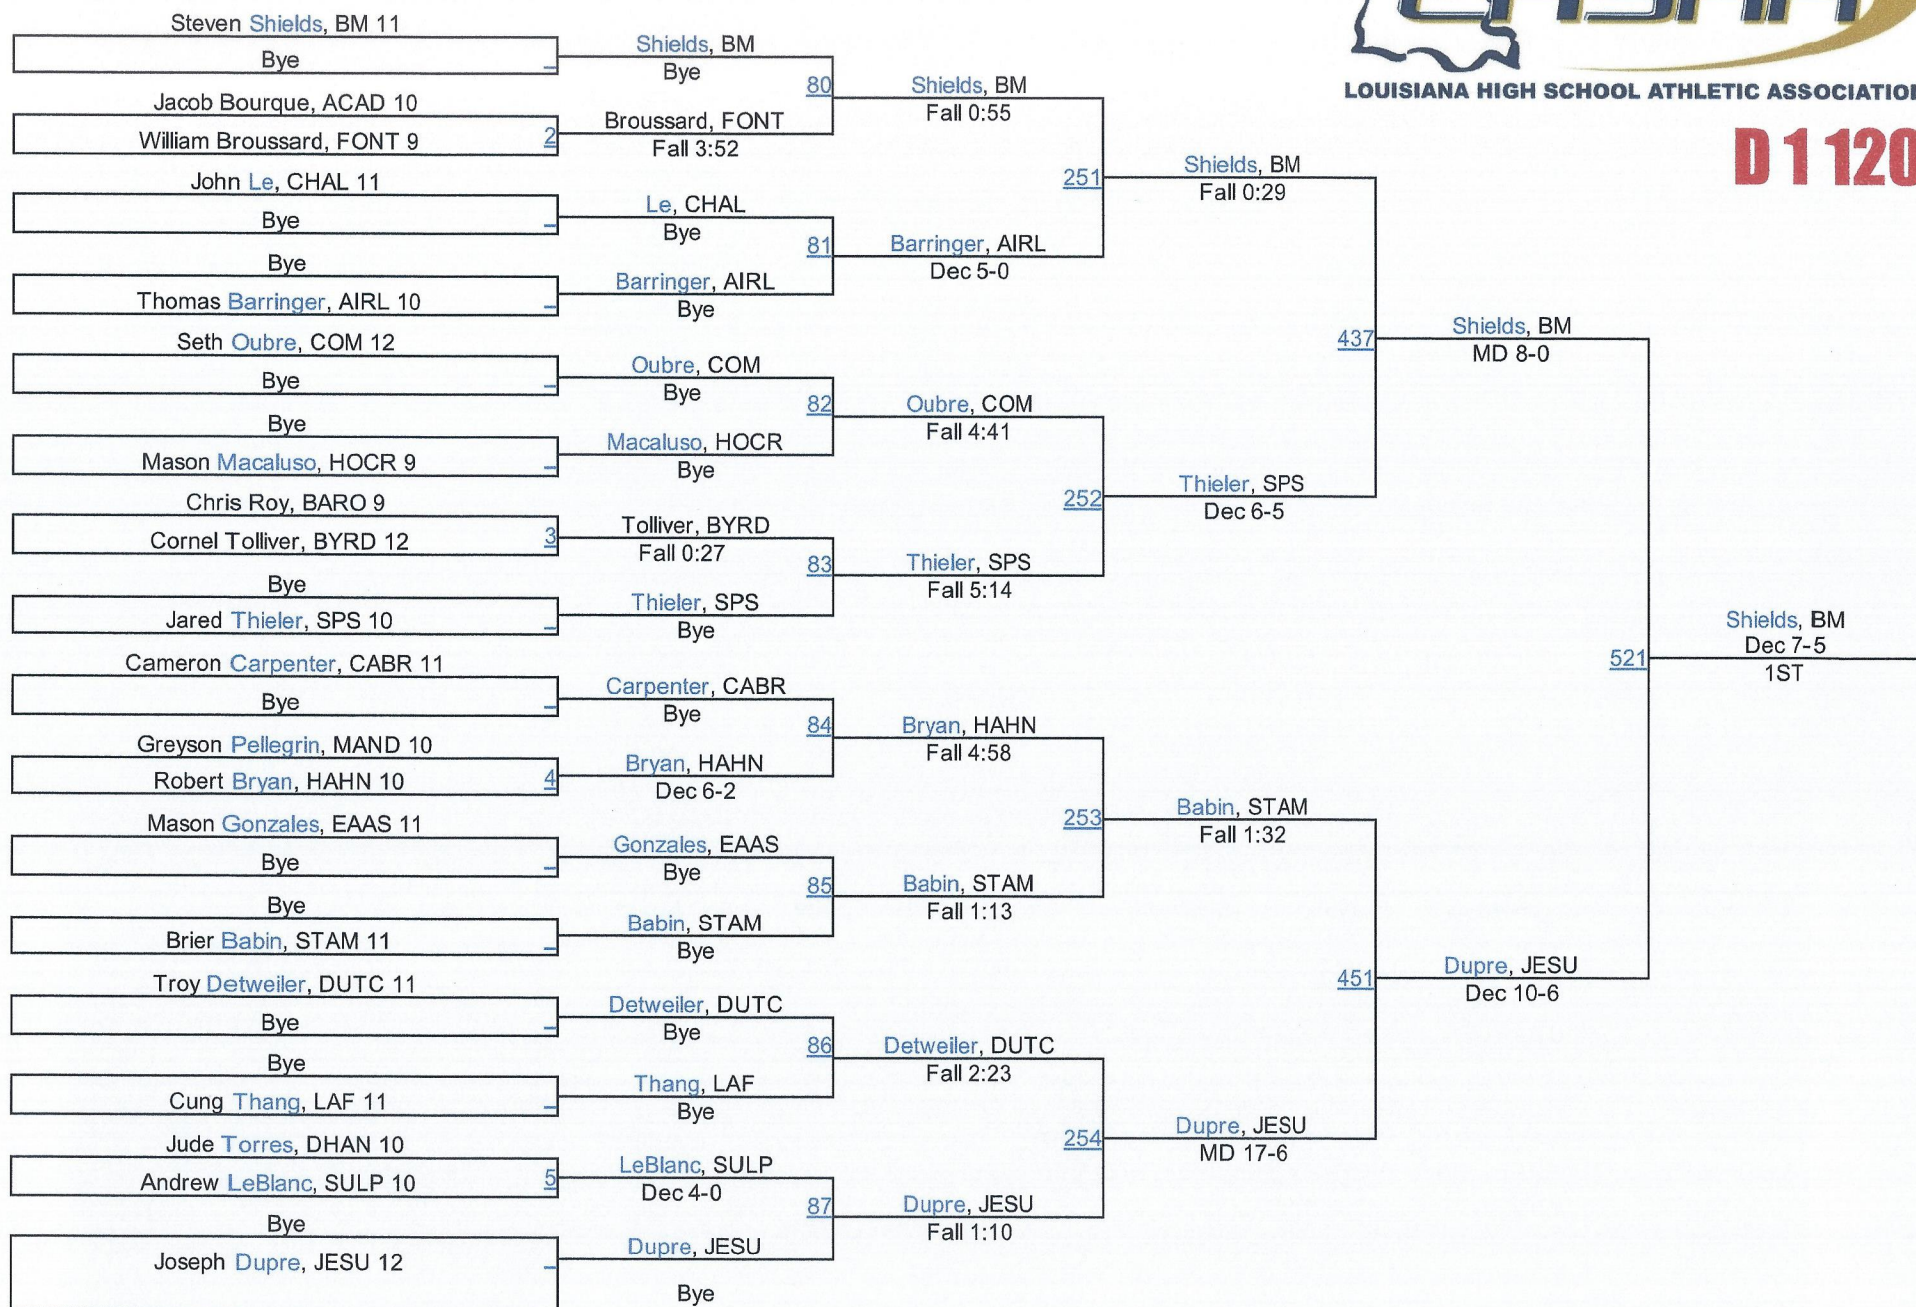 Steven Shields, BM 11
Bye
Jacob Bourque, ACAD 10
2
William Broussard, FONT 9
John Le, CHAL 11
Bye
Bye
Thomas Barringer, AIRL 10
Seth Oubre, COM 12
Bye
Bye
Mason Macaluso, HOCR 9
Chris Roy, BARO 9
3
Cornel Tolliver, BYRD 12
Bye
Jared Thieler, SPS 10
Cameron Carpenter, CABR 11
Bye
Greyson Pellegrin, MAND 10
4
Robert Bryan, HAHN 10
Mason Gonzales, EAAS 11
Bye
Bye
Brier Babin, STAM 11
Troy Detweiler, DUTC 11
Bye
Bye
Cung Thang, LAF 11
Jude Torres, DHAN 10
5
Andrew LeBlanc, SULP 10
Bye
Joseph Dupre, JESU 12
Shields, BM
Bye
80
Broussard, FONT
Fall 3:52
Le, CHAL
Bye
81
Barringer, AIRL
Bye
Oubre, COM
Bye
82
Macaluso, HOCR
Bye
Tolliver, BYRD
Fall 0:27
83
Thieler, SPS
Bye
Carpenter, CABR
Bye
84
Bryan, HAHN
Dec 6-2
Gonzales, EAAS
Bye
85
Babin, STAM
Bye
Detweiler, DUTC
Bye
86
Thang, LAF
Bye
LeBlanc, SULP
Dec 4-0
87
Dupre, JESU
Bye
Shields, BM
Fall 0:55
251
Barringer, AIRL
Dec 5-0
Oubre, COM
Fall 4:41
252
Thieler, SPS
Fall 5:14
Bryan, HAHN
Fall 4:58
253
Babin, STAM
Fall 1:13
Detweiler, DUTC
Fall 2:23
254
Dupre, JESU
Fall 1:10
Shields, BM
Fall 0:29
437
Thieler, SPS
Dec 6-5
Babin, STAM
Fall 1:32
451
Dupre, JESU
MD 17-6
Shields, BM
MD 8-0
521
Dupre, JESU
Dec 10-6
Shields, BM
Dec 7-5
1ST
LHSAA
LOUISIANA HIGH SCHOOL ATHLETIC ASSOCIATION
D 1 120